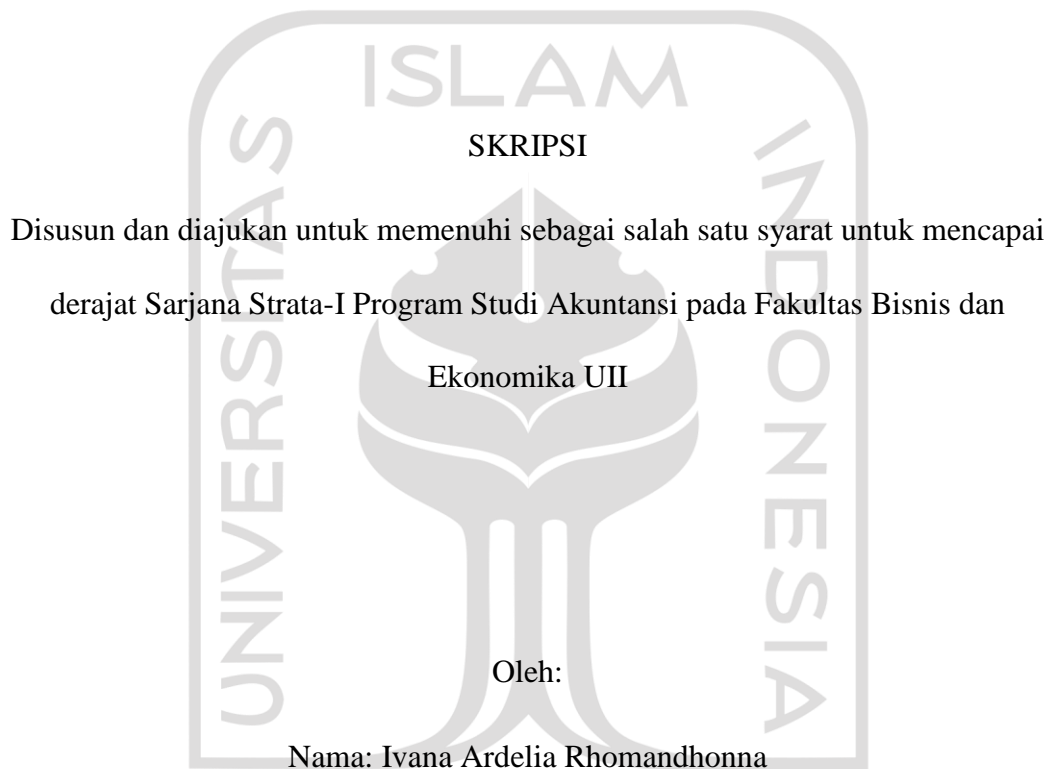 ISLAM
UNIVERSITAS
INDONESIA
SKRIPSI
Disusun dan diajukan untuk memenuhi sebagai salah satu syarat untuk mencapai
derajat Sarjana Strata-I Program Studi Akuntansi pada Fakultas Bisnis dan
Ekonomika UII
Oleh:
Nama: Ivana Ardelia Rhomandhonna